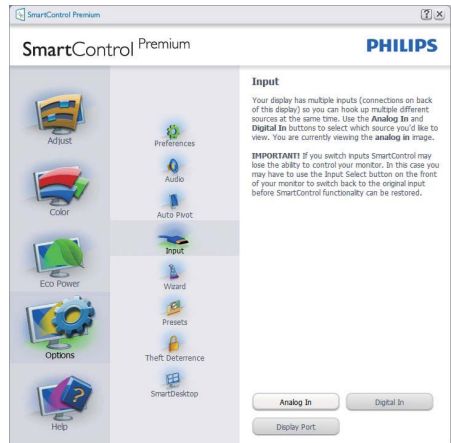 SmartControl Premium
SmartControl Premium
PHILIPS
Adjust
Color
Eco Power
Options
Help
Preferences
Audio
Auto Pivot
Input
Wizard
Presets
Theft Deterrence
SmartDesktop
Input
Your display has multiple inputs (connections on back
of this display) so you can hook up multiple different
sources at the same time. Use the Analog In and
Digital In buttons to select which source you'd like to
view. You are currently viewing the analog in image.
IMPORTANT! If you switch inputs SmartControl may
lose the ability to control your monitor. In this case you
may have to use the Input Select button on the front
of your monitor to switch back to the original input
before SmartControl functionality can be restored.
Analog In
Digital In
Display Port